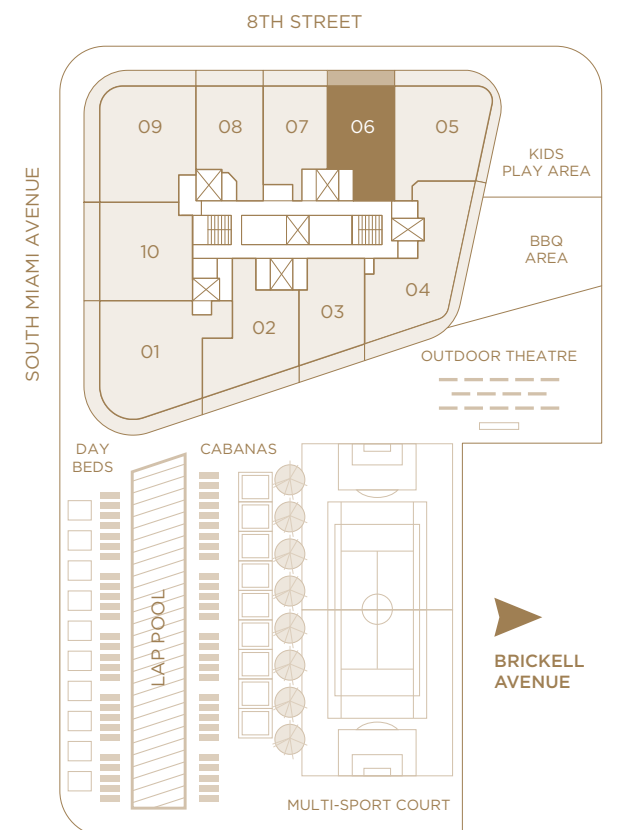 8TH STREET
SOUTH MIAMI AVENUE
09
08
07
06
05
KIDS
PLAY AREA
10
BBQ
AREA
04
03
02
01
OUTDOOR THEATRE
DAY
BEDS
CABANAS
LAP POOL
BRICKELL
AVENUE
MULTI-SPORT COURT